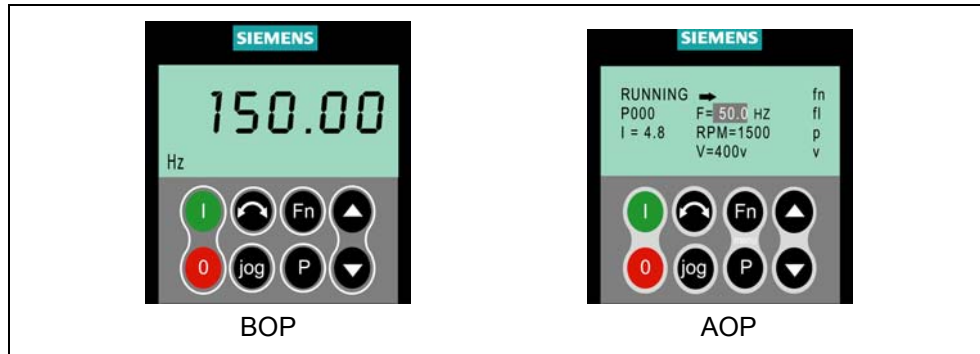 SIEMENS
150.00
Hz
I
Fn
0
jog
P
BOP
SIEMENS
RUNNING fn
P000 F= 50.0 HZ fl
I = 4.8 RPM=1500 p
V=400v v
I
Fn
0
jog
P
AOP